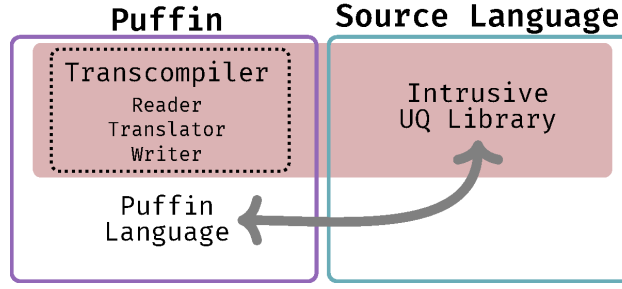 Puffin
Source Language
Transcompiler
Reader
Translator
Writer
Intrusive
UQ Library
Puffin
Language